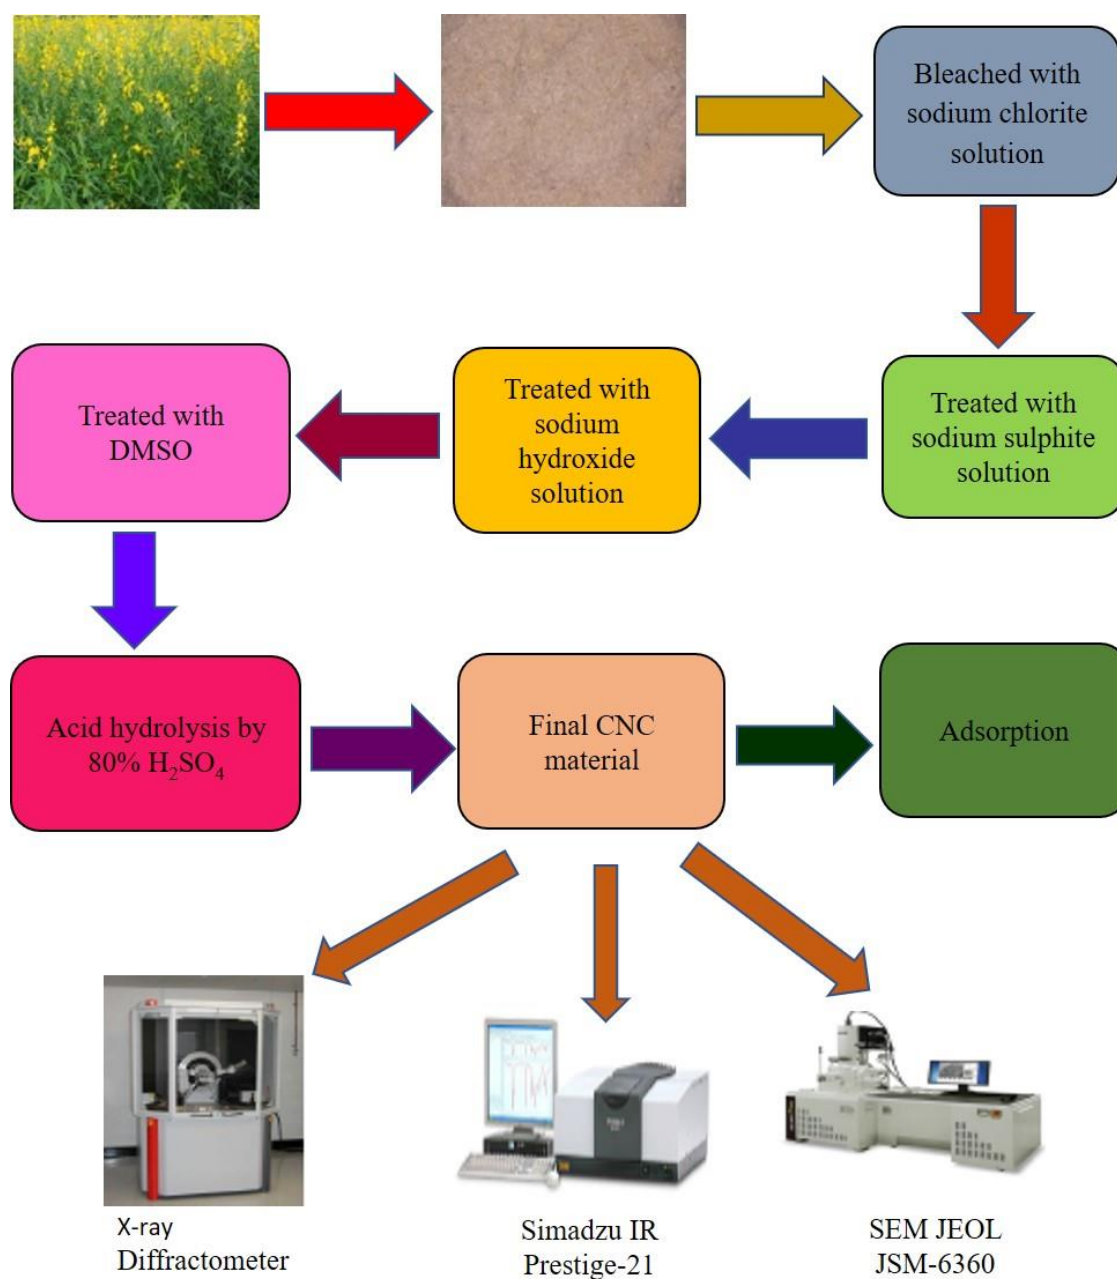 Bleached with
sodium chlorite
solution
Treated with
DMSO
Treated with
sodium
hydroxide
solution
Treated with
sodium sulphite
solution
Acid hydrolysis by
80% H₂SO₄
Final CNC
material
Adsorption
X-ray
Diffractometer
Simadzu IR
Prestige-21
SEM JEOL
JSM-6360